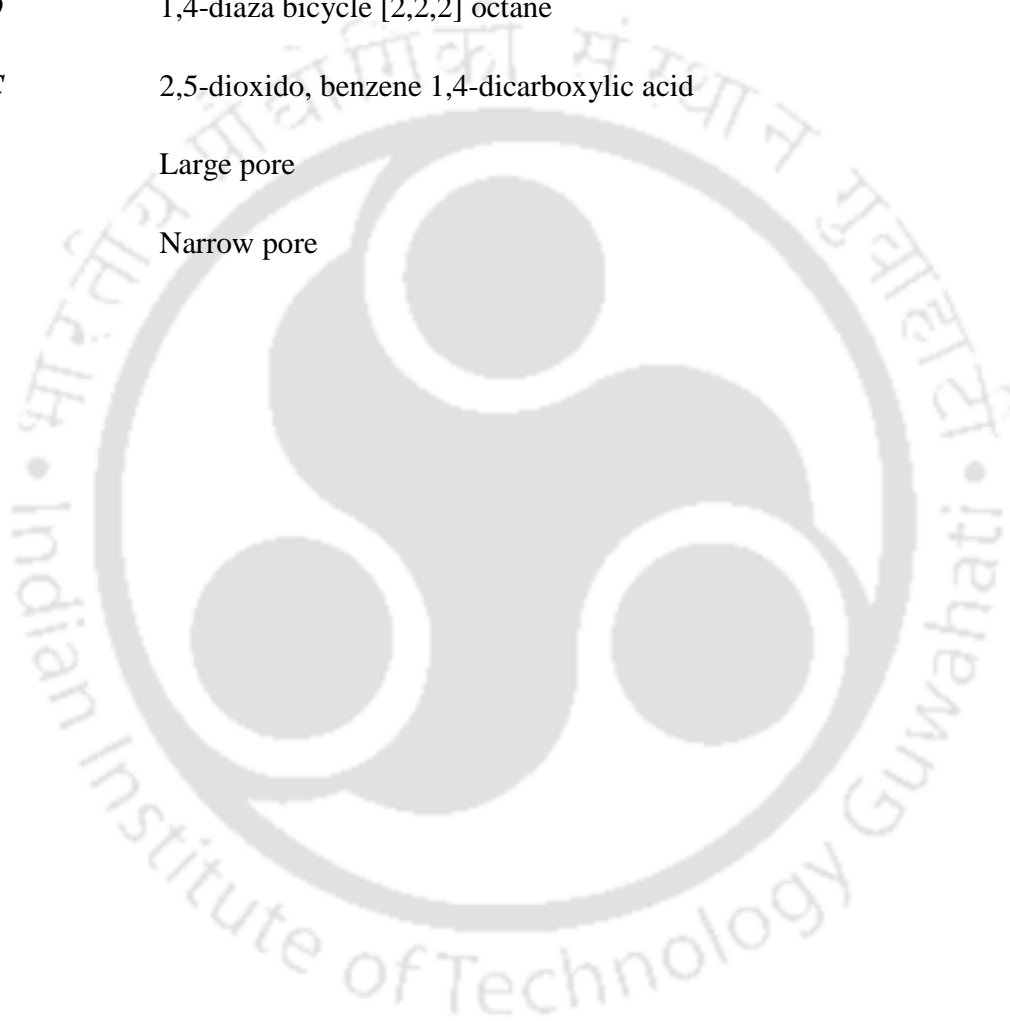 1,4-diaza bicycle [2,2,2] octane
2,5-dioxido, benzene 1,4-dicarboxylic acid
Large pore
Narrow pore
भारतीय प्रौद्योगिकी संस्थान गुवाहाटी
• Indian Institute of Technology Guwahati •